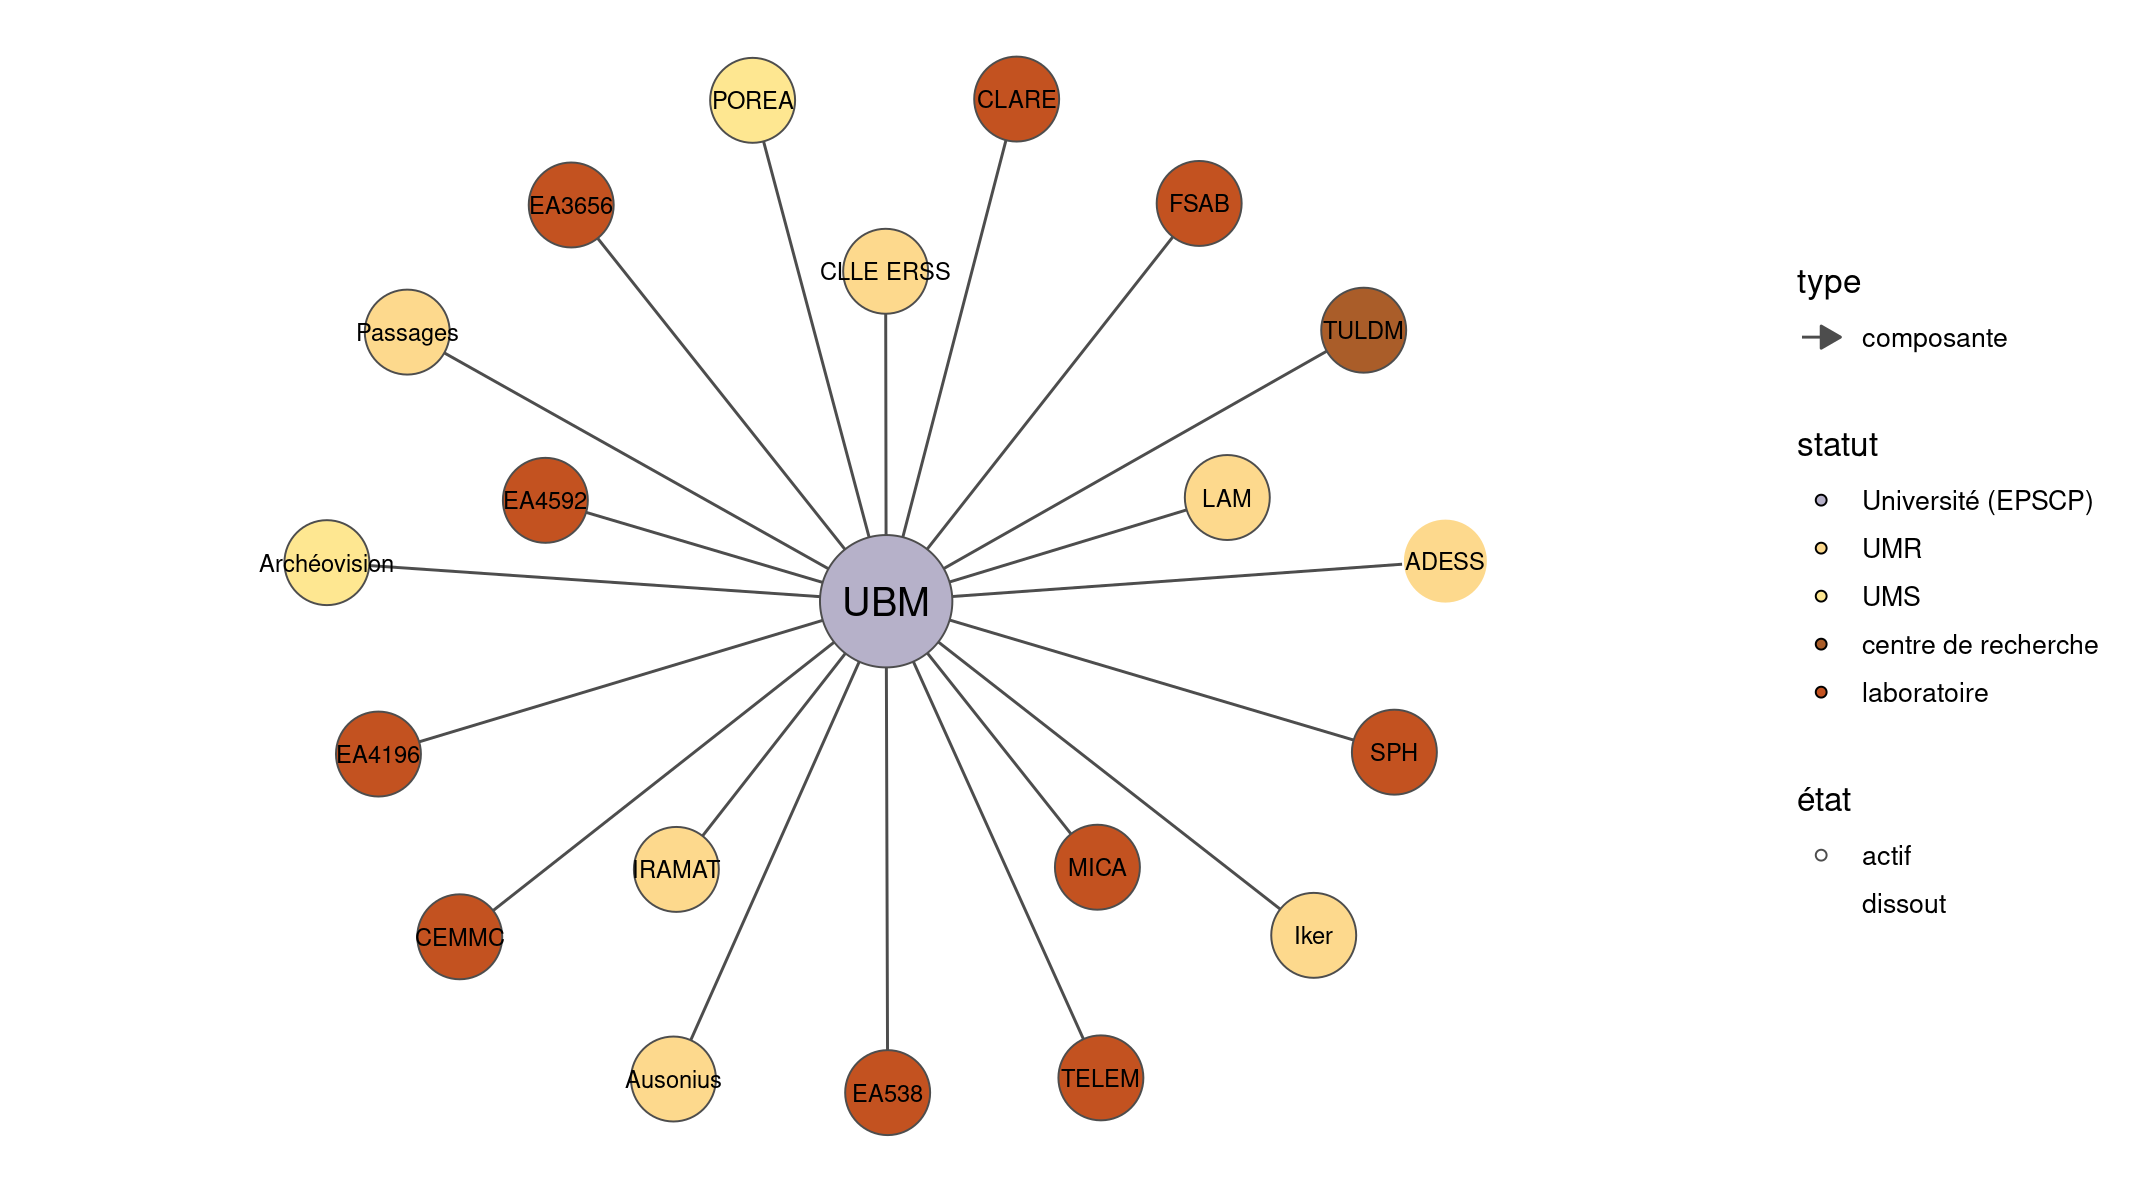 POREA
CLARE
EA3656
FSAB
CLLE ERSS
Passages
TULDM
EA4592
LAM
Archéovision
ADESS
UBM
EA4196
SPH
IRAMAT
MICA
CEMMC
Iker
Ausonius
EA538
TELEM
type
composante
statut
Université (EPSCP)
UMR
UMS
centre de recherche
laboratoire
état
actif
dissout